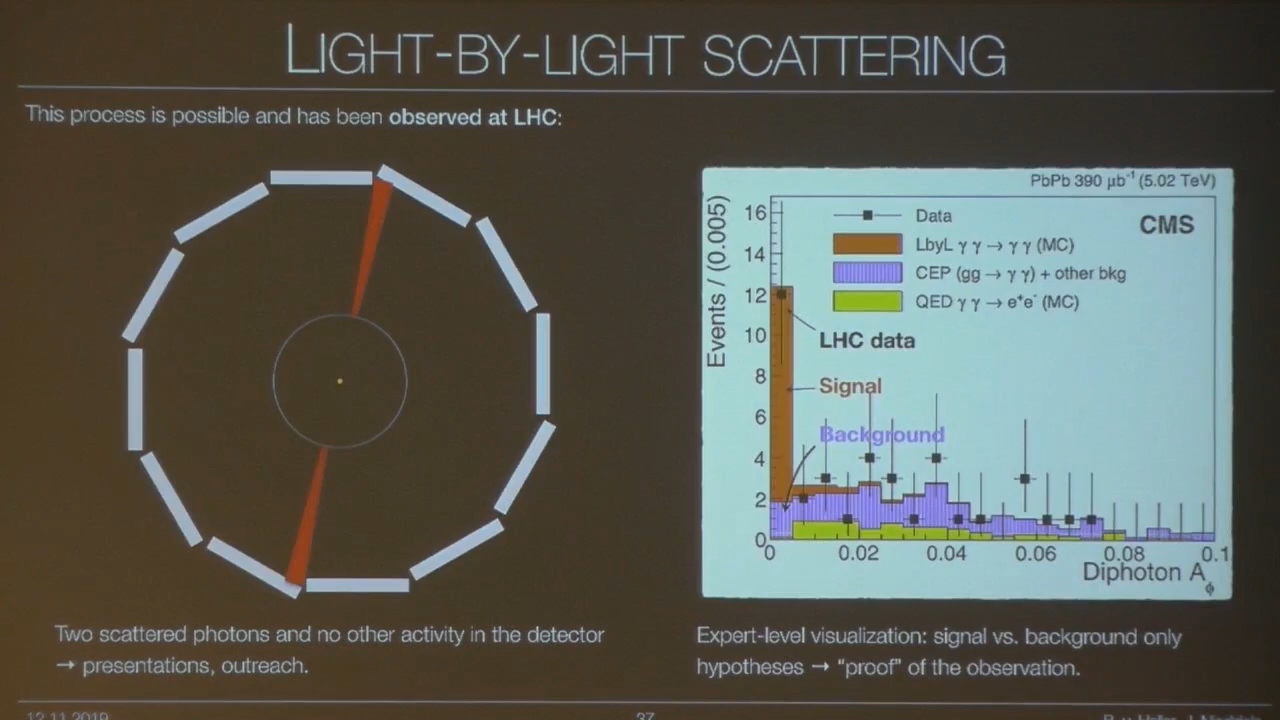 LIGHT-BY-LIGHT SCATTERING
This process is possible and has been observed at LHC:
PbPb 390 μb⁻¹ (5.02 TeV)
CMS
Data
LbyL γ γ → γ γ (MC)
CEP (gg → γ γ) + other bkg
QED γ γ → e⁺e⁻ (MC)
LHC data
Signal
Background
Events / (0.005)
16
14
12
10
8
6
4
2
0
0 0.02 0.04 0.06 0.08 0.1
Diphoton A_ϕ
Two scattered photons and no other activity in the detector
→ presentations, outreach.
Expert-level visualization: signal vs. background only
hypotheses → “proof” of the observation.
12.11.2019
37